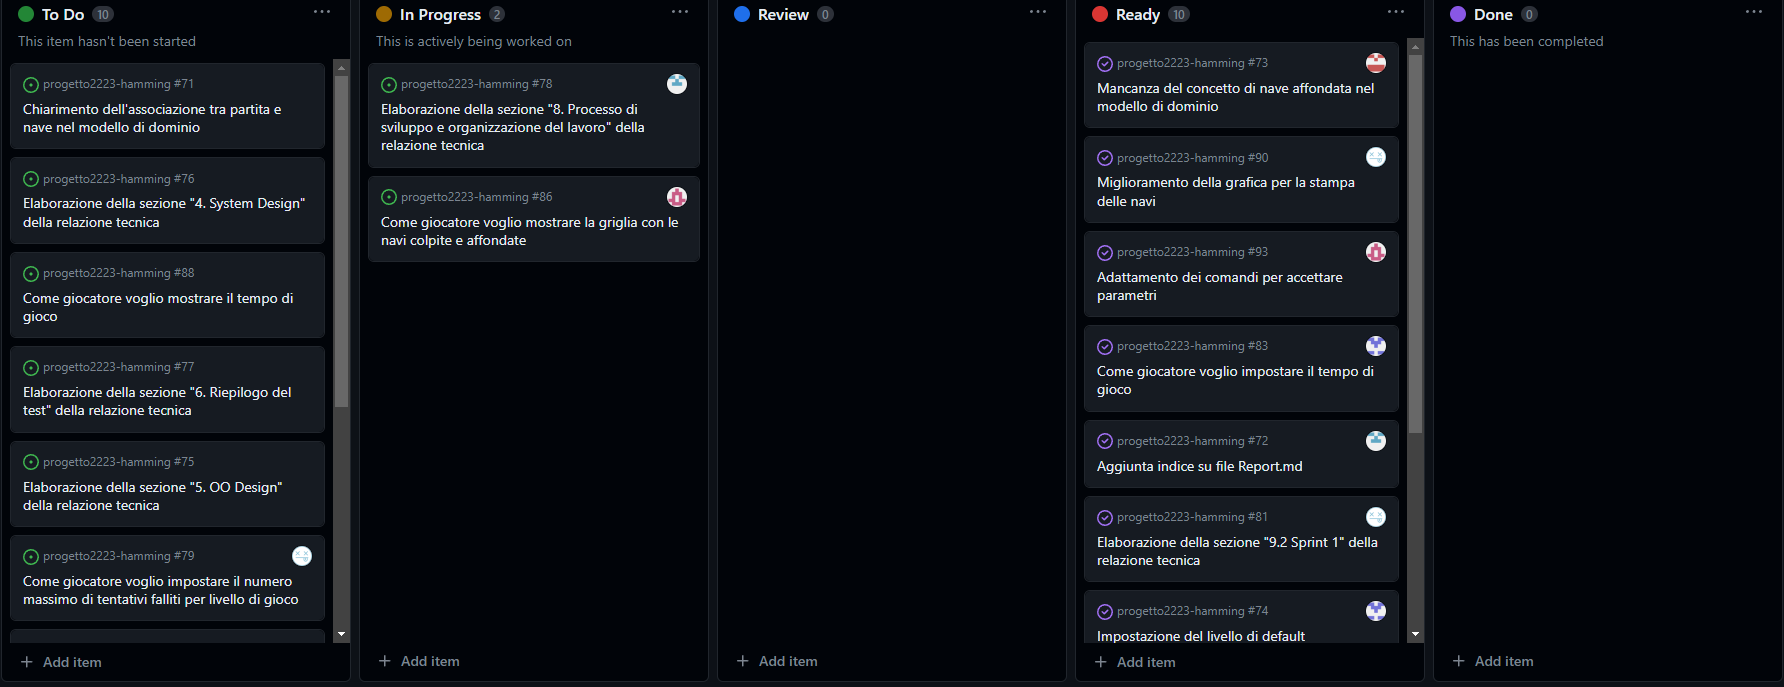 To Do 10
This item hasn't been started
progetto2223-hamming #71
Chiarimento dell'associazione tra partita e
nave nel modello di dominio
progetto2223-hamming #76
Elaborazione della sezione "4. System Design"
della relazione tecnica
progetto2223-hamming #88
Come giocatore voglio mostrare il tempo di
gioco
progetto2223-hamming #77
Elaborazione della sezione "6. Riepilogo del
test" della relazione tecnica
progetto2223-hamming #75
Elaborazione della sezione "5. OO Design"
della relazione tecnica
progetto2223-hamming #79
Come giocatore voglio impostare il numero
massimo di tentativi falliti per livello di gioco
Add item
In Progress 2
This is actively being worked on
progetto2223-hamming #78
Elaborazione della sezione "8. Processo di
sviluppo e organizzazione del lavoro" della
relazione tecnica
progetto2223-hamming #86
Come giocatore voglio mostrare la griglia con le
navi colpite e affondate
Add item
Review 0
Add item
Ready 10
progetto2223-hamming #73
Mancanza del concetto di nave affondata nel
modello di dominio
progetto2223-hamming #90
Miglioramento della grafica per la stampa
delle navi
progetto2223-hamming #93
Adattamento dei comandi per accettare
parametri
progetto2223-hamming #83
Come giocatore voglio impostare il tempo di
gioco
progetto2223-hamming #72
Aggiunta indice su file Report.md
progetto2223-hamming #81
Elaborazione della sezione "9.2 Sprint 1" della
relazione tecnica
progetto2223-hamming #74
Impostazione del livello di default
Add item
Done 0
This has been completed
Add item